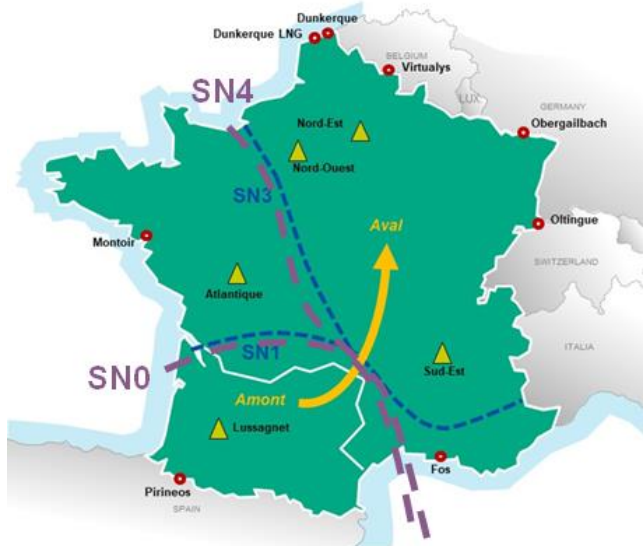 Dunkerque
Dunkerque LNG
BELGIUM
Virtualys
SN4
LUX
GERMANY
Nord-Est
Obergailbach
Nord-Ouest
SN3
Aval
Oltingue
Montoir
SWITZERLAND
Atlantique
ITALIA
SN1
SN0
Sud-Est
Amont
Lussagnet
Fos
Pirineos
SPAIN